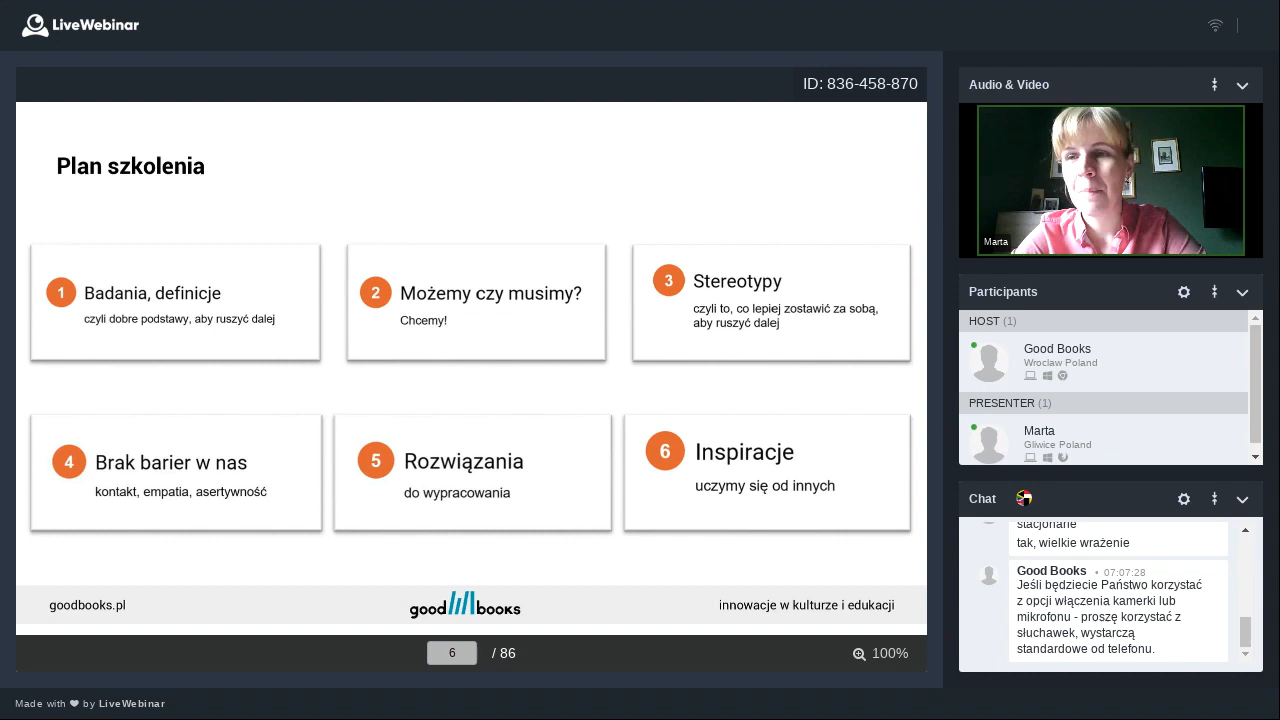 LiveWebinar
ID: 836-458-870
Plan szkolenia
1
Badania, definicje
czyli dobre podstawy, aby ruszyć dalej
2
Możemy czy musimy?
Chcemy!
3
Stereotypy
czyli to, co lepiej zostawić za sobą,
aby ruszyć dalej
4
Brak barier w nas
kontakt, empatia, asertywność
5
Rozwiązania
do wypracowania
6
Inspiracje
uczymy się od innych
goodbooks.pl
good books
innowacje w kulturze i edukacji
6 / 86
100%
Audio & Video
Marta
Participants
HOST (1)
Good Books
Wroclaw Poland
PRESENTER (1)
Marta
Gliwice Poland
Chat
stacjonarne
tak, wielkie wrażenie
Good Books • 07:07:28
Jeśli będziecie Państwo korzystać
z opcji włączenia kamerki lub
mikrofonu - proszę korzystać z
słuchawek, wystarczą
standardowe od telefonu.
Made with ❤ by LiveWebinar